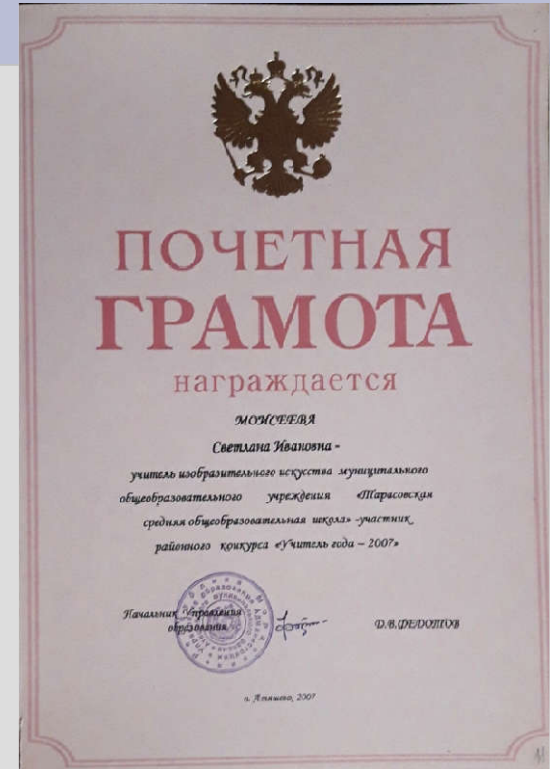 ПОЧЕТНАЯ
ГРАМОТА
награждается
МОИСЕЕВА
Светлана Ивановна -
учитель изобразительного искусства муниципального
общеобразовательного учреждения «Тарасовская
средняя общеобразовательная школа» -участник
районного конкурса «Учитель года – 2007»
Начальник Управления
образования
Д.В.ФЕДОТОВ
п. Атяшево, 2007